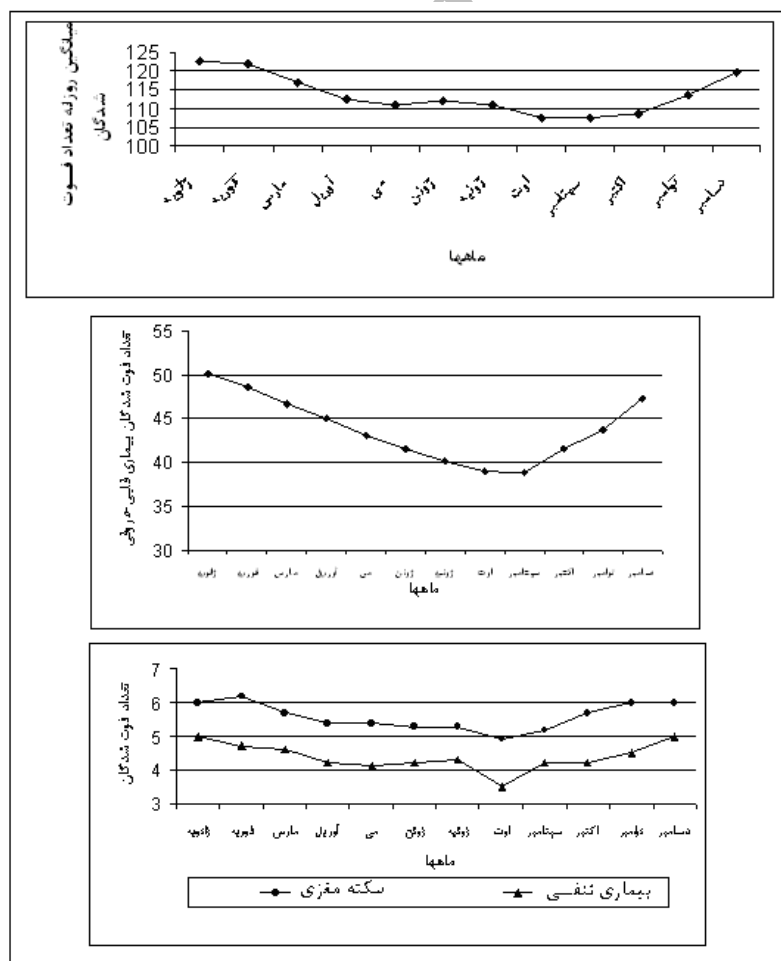 میانگین روزانه تعداد فوت
شدگان
125
120
115
110
105
100
ژانویه فوریه مارس آوریل می ژوئن ژوئیه اوت سپتامبر اکتبر نوامبر دسامبر
ماهها
تعداد فوت شدگان بیماری قلبی-عروقی
55
50
45
40
35
30
ژانویه فوریه مارس آوریل می ژوئن ژوئیه اوت سپتامبر اکتبر نوامبر دسامبر
ماهها
تعداد فوت شدگان
7
6
5
4
3
ژانویه فوریه مارس آوریل می ژوئن ژوئیه اوت سپتامبر اکتبر نوامبر دسامبر
ماهها
سکته مغزی بیماری تنفسی